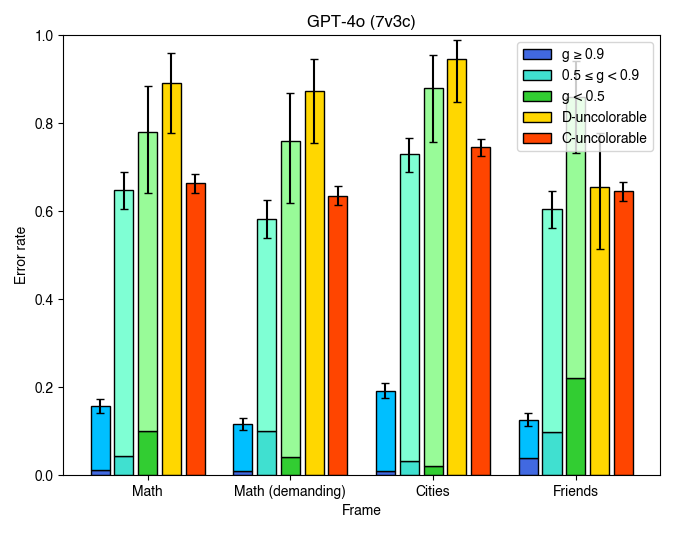 GPT-4o (7v3c)
1.0
0.8
0.6
0.4
0.2
0.0
Error rate
g ≥ 0.9
0.5 ≤ g < 0.9
g < 0.5
D-uncolorable
C-uncolorable
Math
Math (demanding)
Cities
Friends
Frame